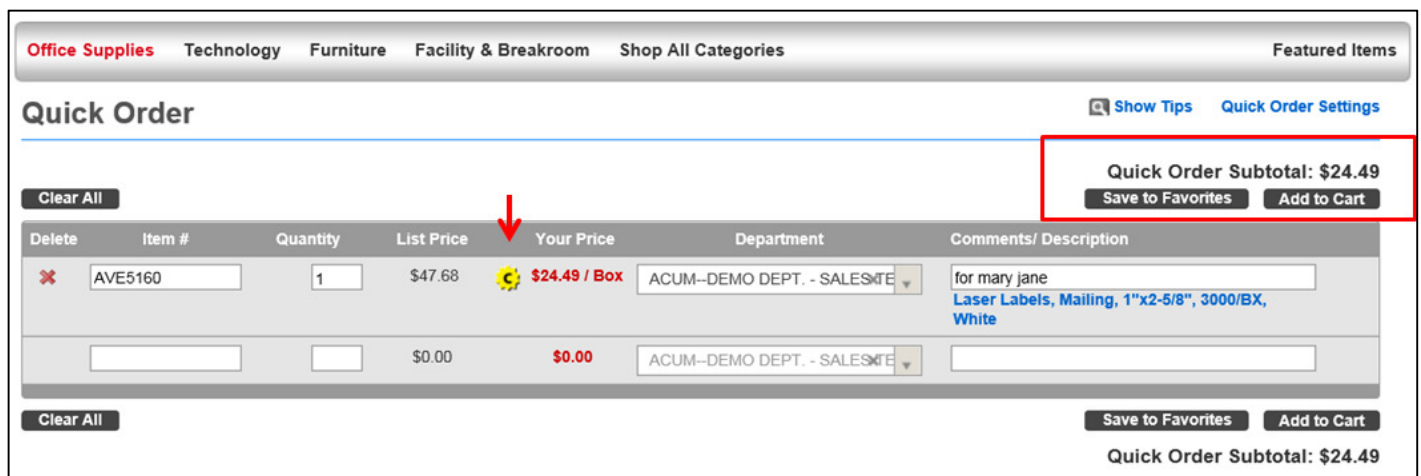 Office Supplies Technology Furniture Facility & Breakroom Shop All Categories Featured Items
Quick Order Show Tips Quick Order Settings
Quick Order Subtotal: $24.49
Clear All Save to Favorites Add to Cart
Delete Item # Quantity List Price Your Price Department Comments/ Description
AVE5160 1 $47.68 C $24.49 / Box ACUM--DEMO DEPT. - SALES for mary jane
Laser Labels, Mailing, 1"x2-5/8", 3000/BX,
White
$0.00 $0.00 ACUM--DEMO DEPT. - SALES
Clear All Save to Favorites Add to Cart
Quick Order Subtotal: $24.49